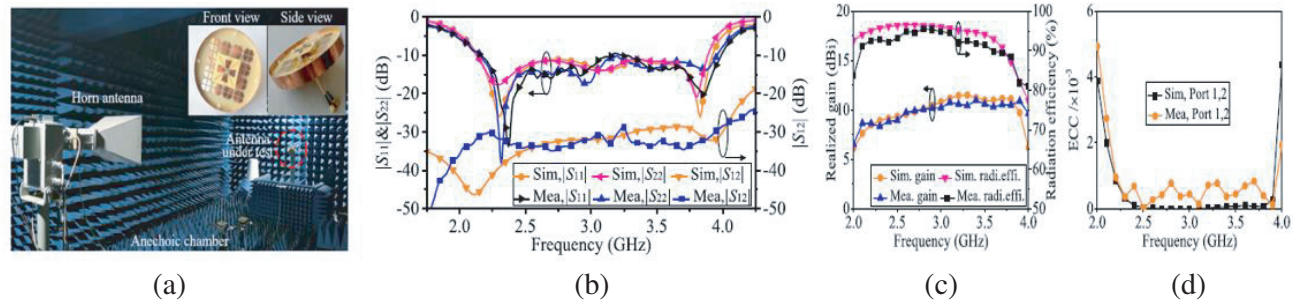 Front view
Side view
Horn antenna
Antenna
under test
Anechoic chamber
(a)
|S11|&|S22| (dB)
0
-10
-20
-30
-40
-50
Sim,|S11|
Sim,|S22|
Sim,|S12|
Mea,|S11|
Mea,|S22|
Mea,|S12|
2.0
2.5
3.0
3.5
4.0
Frequency (GHz)
0
-10
-20
-30
-40
-50
|S12| (dB)
(b)
Realized gain (dBi)
20
15
10
5
0
Sim. gain
Sim. radi.effi.
Mea. gain
Mea. radi.effi.
2.0
2.5
3.0
3.5
4.0
Frequency (GHz)
100
90
80
70
60
50
Radiation efficiency (%)
(c)
ECC /×10⁻³
6
4
2
0
Sim, Port 1,2
Mea, Port 1,2
2.0
2.5
3.0
3.5
4.0
Frequency (GHz)
(d)